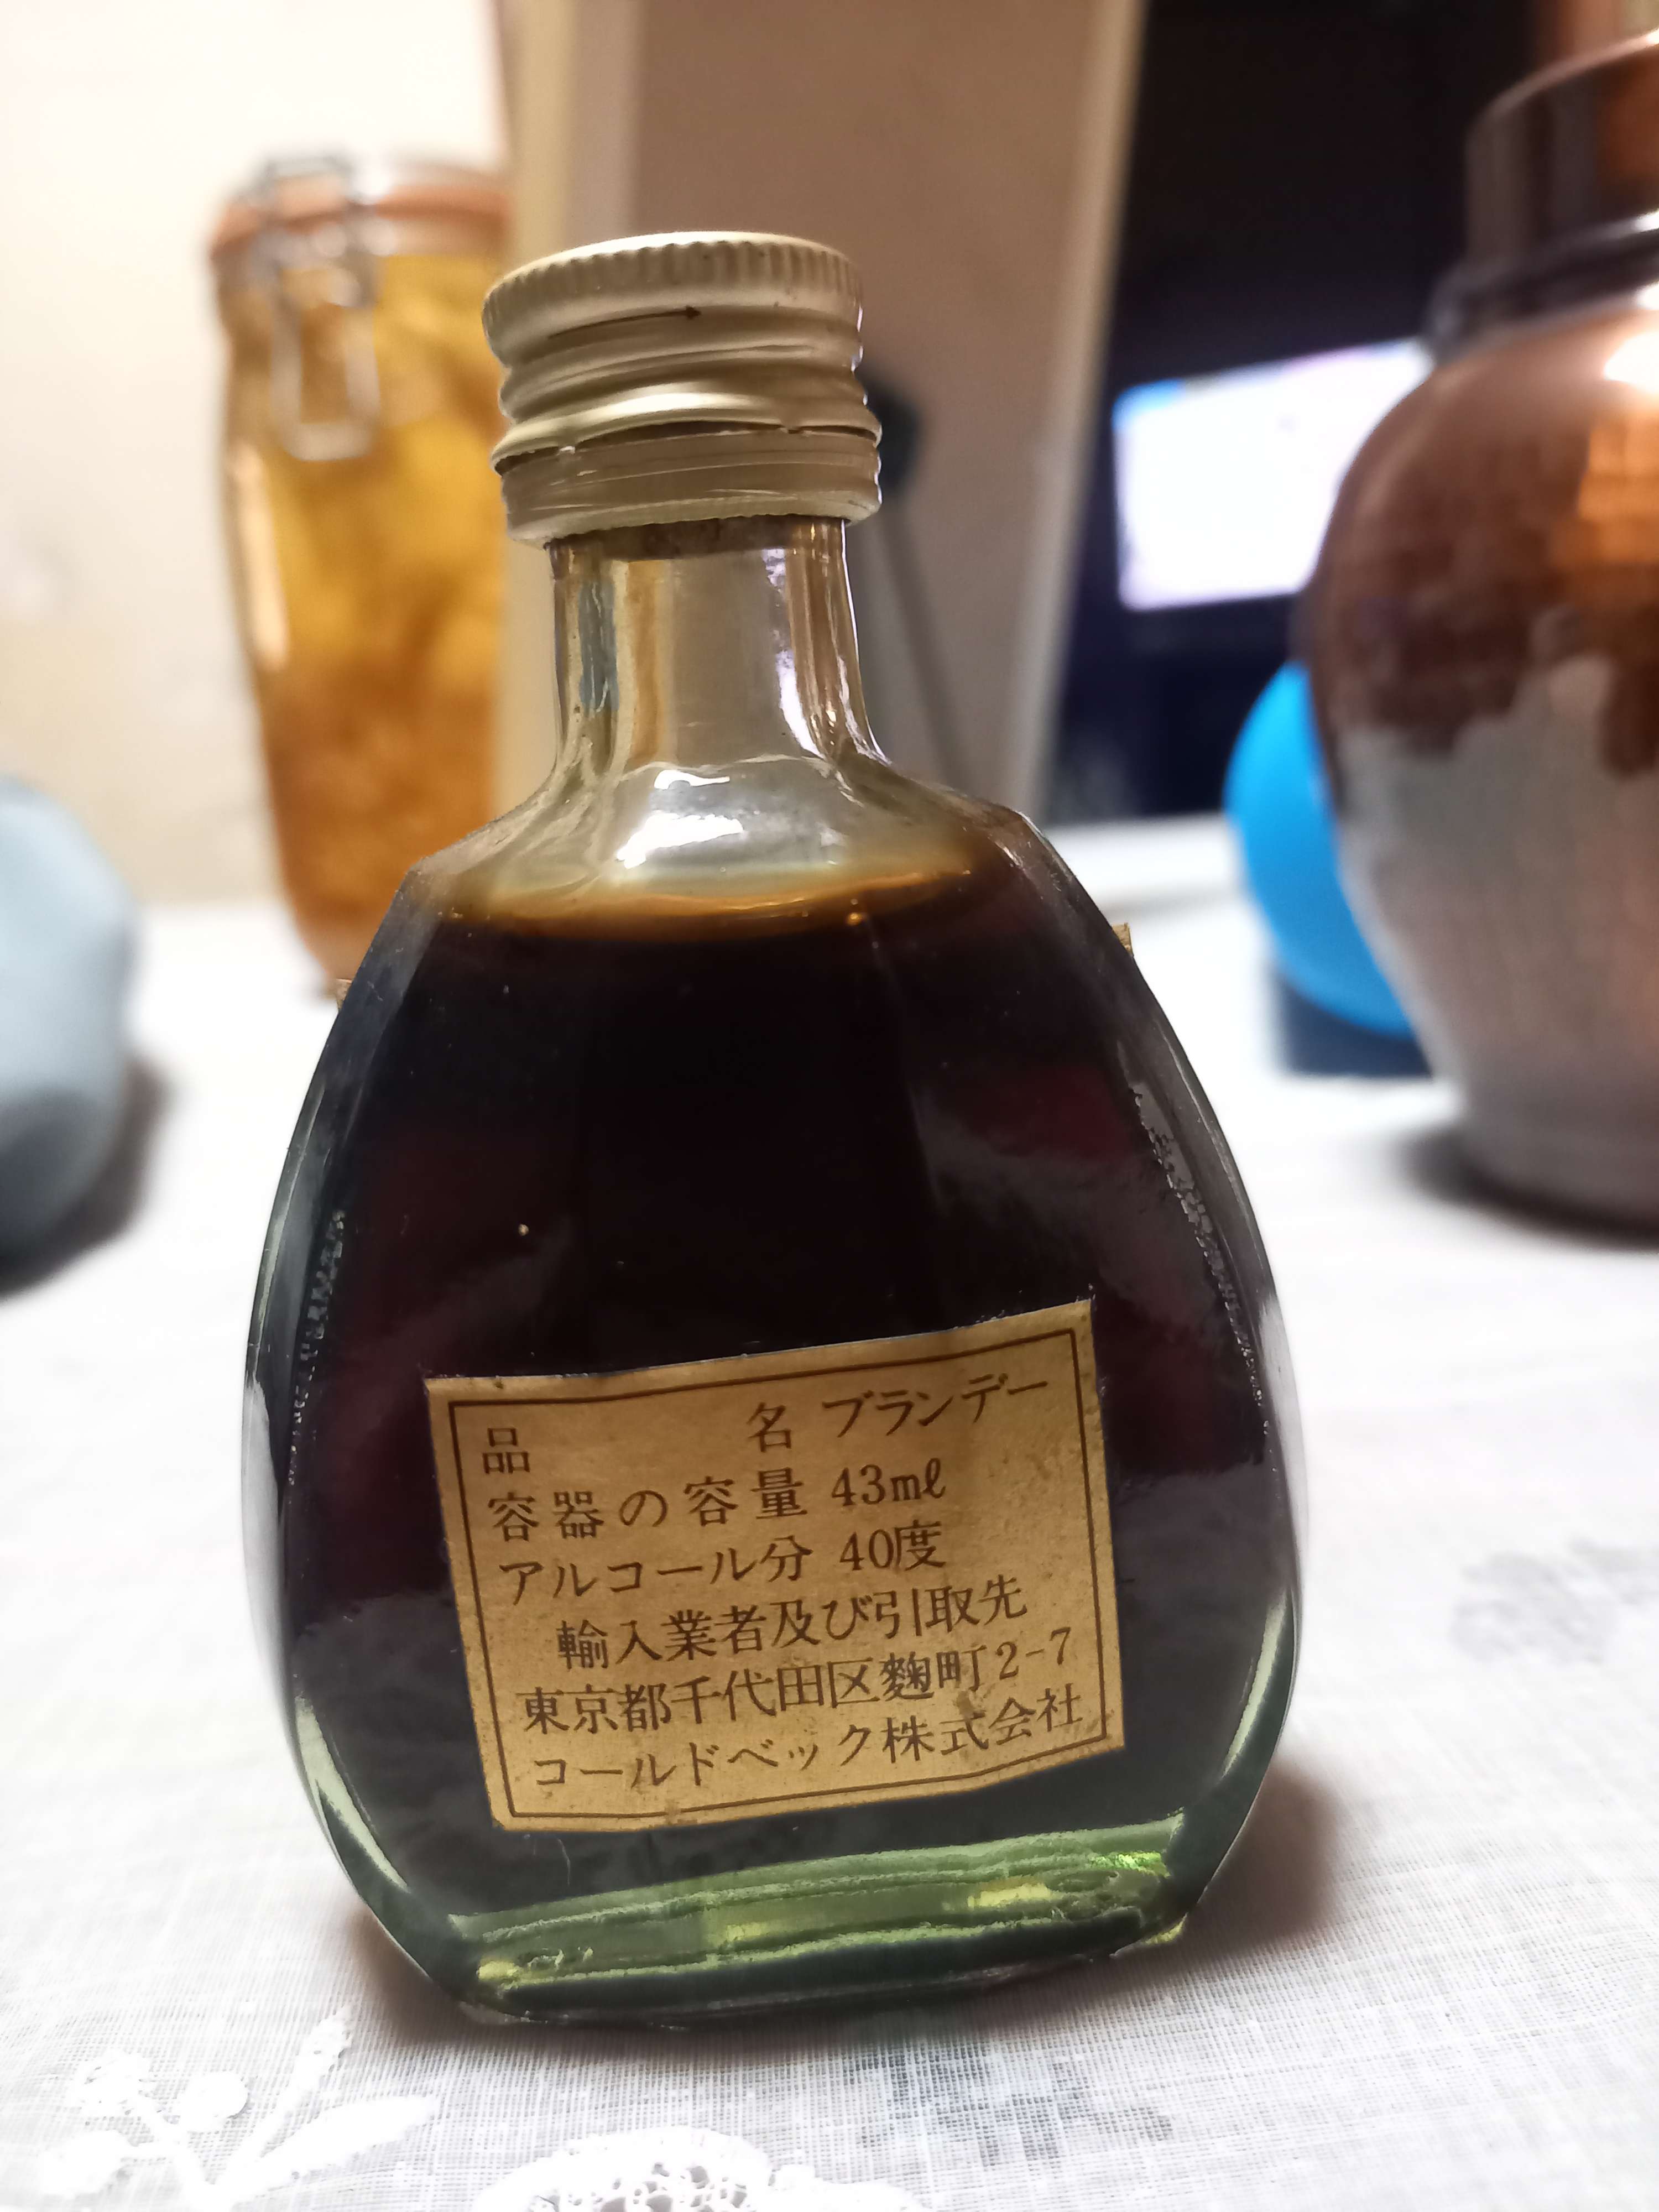 品名 ブランデー
容器の容量 43ml
アルコール分 40度
輸入業者及び引取先
東京都千代田区麹町2-7
コールドベック株式会社